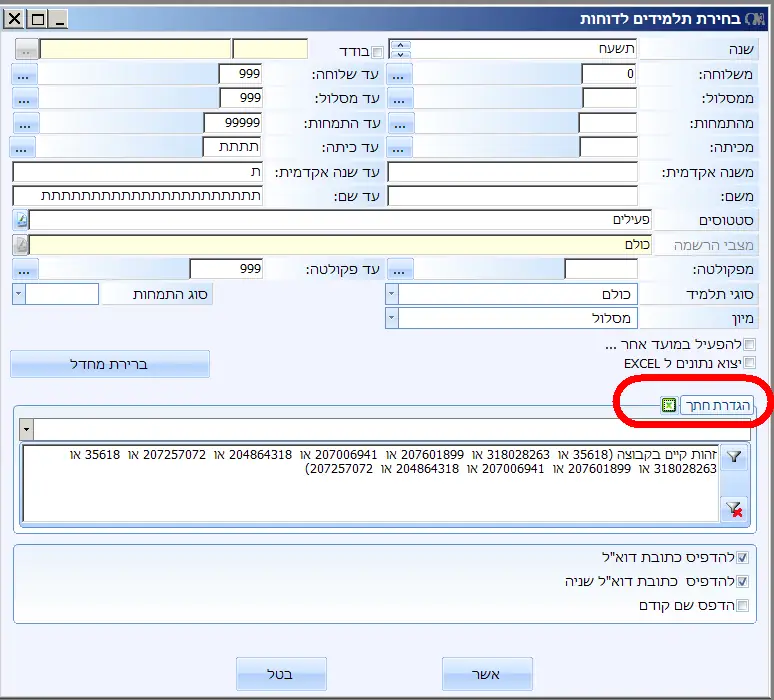 בחירת תלמידים לדוחות
שנה תשעח בודד ...
משלוחה: 0 ... עד שלוחה: 999 ...
ממסלול: ... עד מסלול: 999 ...
מהתמחות: ... עד התמחות: 99999 ...
מכיתה: ... עד כיתה: תתתת ...
משנה אקדמית: עד שנה אקדמית: ת
משם: עד שם: תתתתתתתתתתתתתתתתתתתת
סטטוסים פעילים
מצבי הרשמה כולם
מפקולטה: ... עד פקולטה: 999 ...
סוגי תלמיד כולם סוג התמחות
מיון מסלול
להפעיל במועד אחר ...
יצוא נתונים ל EXCEL
ברירת מחדל
הגדרת חתך
זהות קיים בקבוצה (35618 או 318028263 או 207601899 או 207006941 או 204864318 או 207257072 או 35618 או
318028263 או 207601899 או 207006941 או 204864318 או 207257072)
להדפיס כתובת דוא"ל
להדפיס כתובת דוא"ל שניה
הדפס שם קודם
אשר בטל